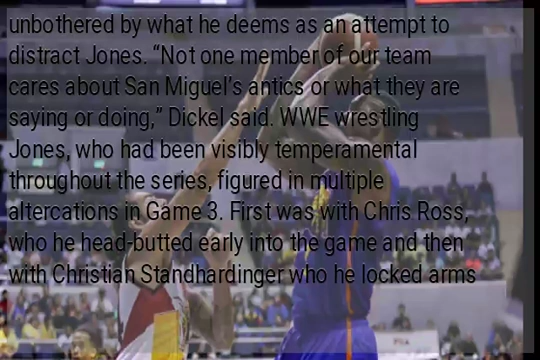 unbothered by what he deems as an attempt to
distract Jones. “Not one member of our team
cares about San Miguel’s antics or what they are
saying or doing,” Dickel said. WWE wrestling
Jones, who had been visibly temperamental
throughout the series, figured in multiple
altercations in Game 3. First was with Chris Ross,
who he head-butted early into the game and then
with Christian Standhardinger who he locked arms